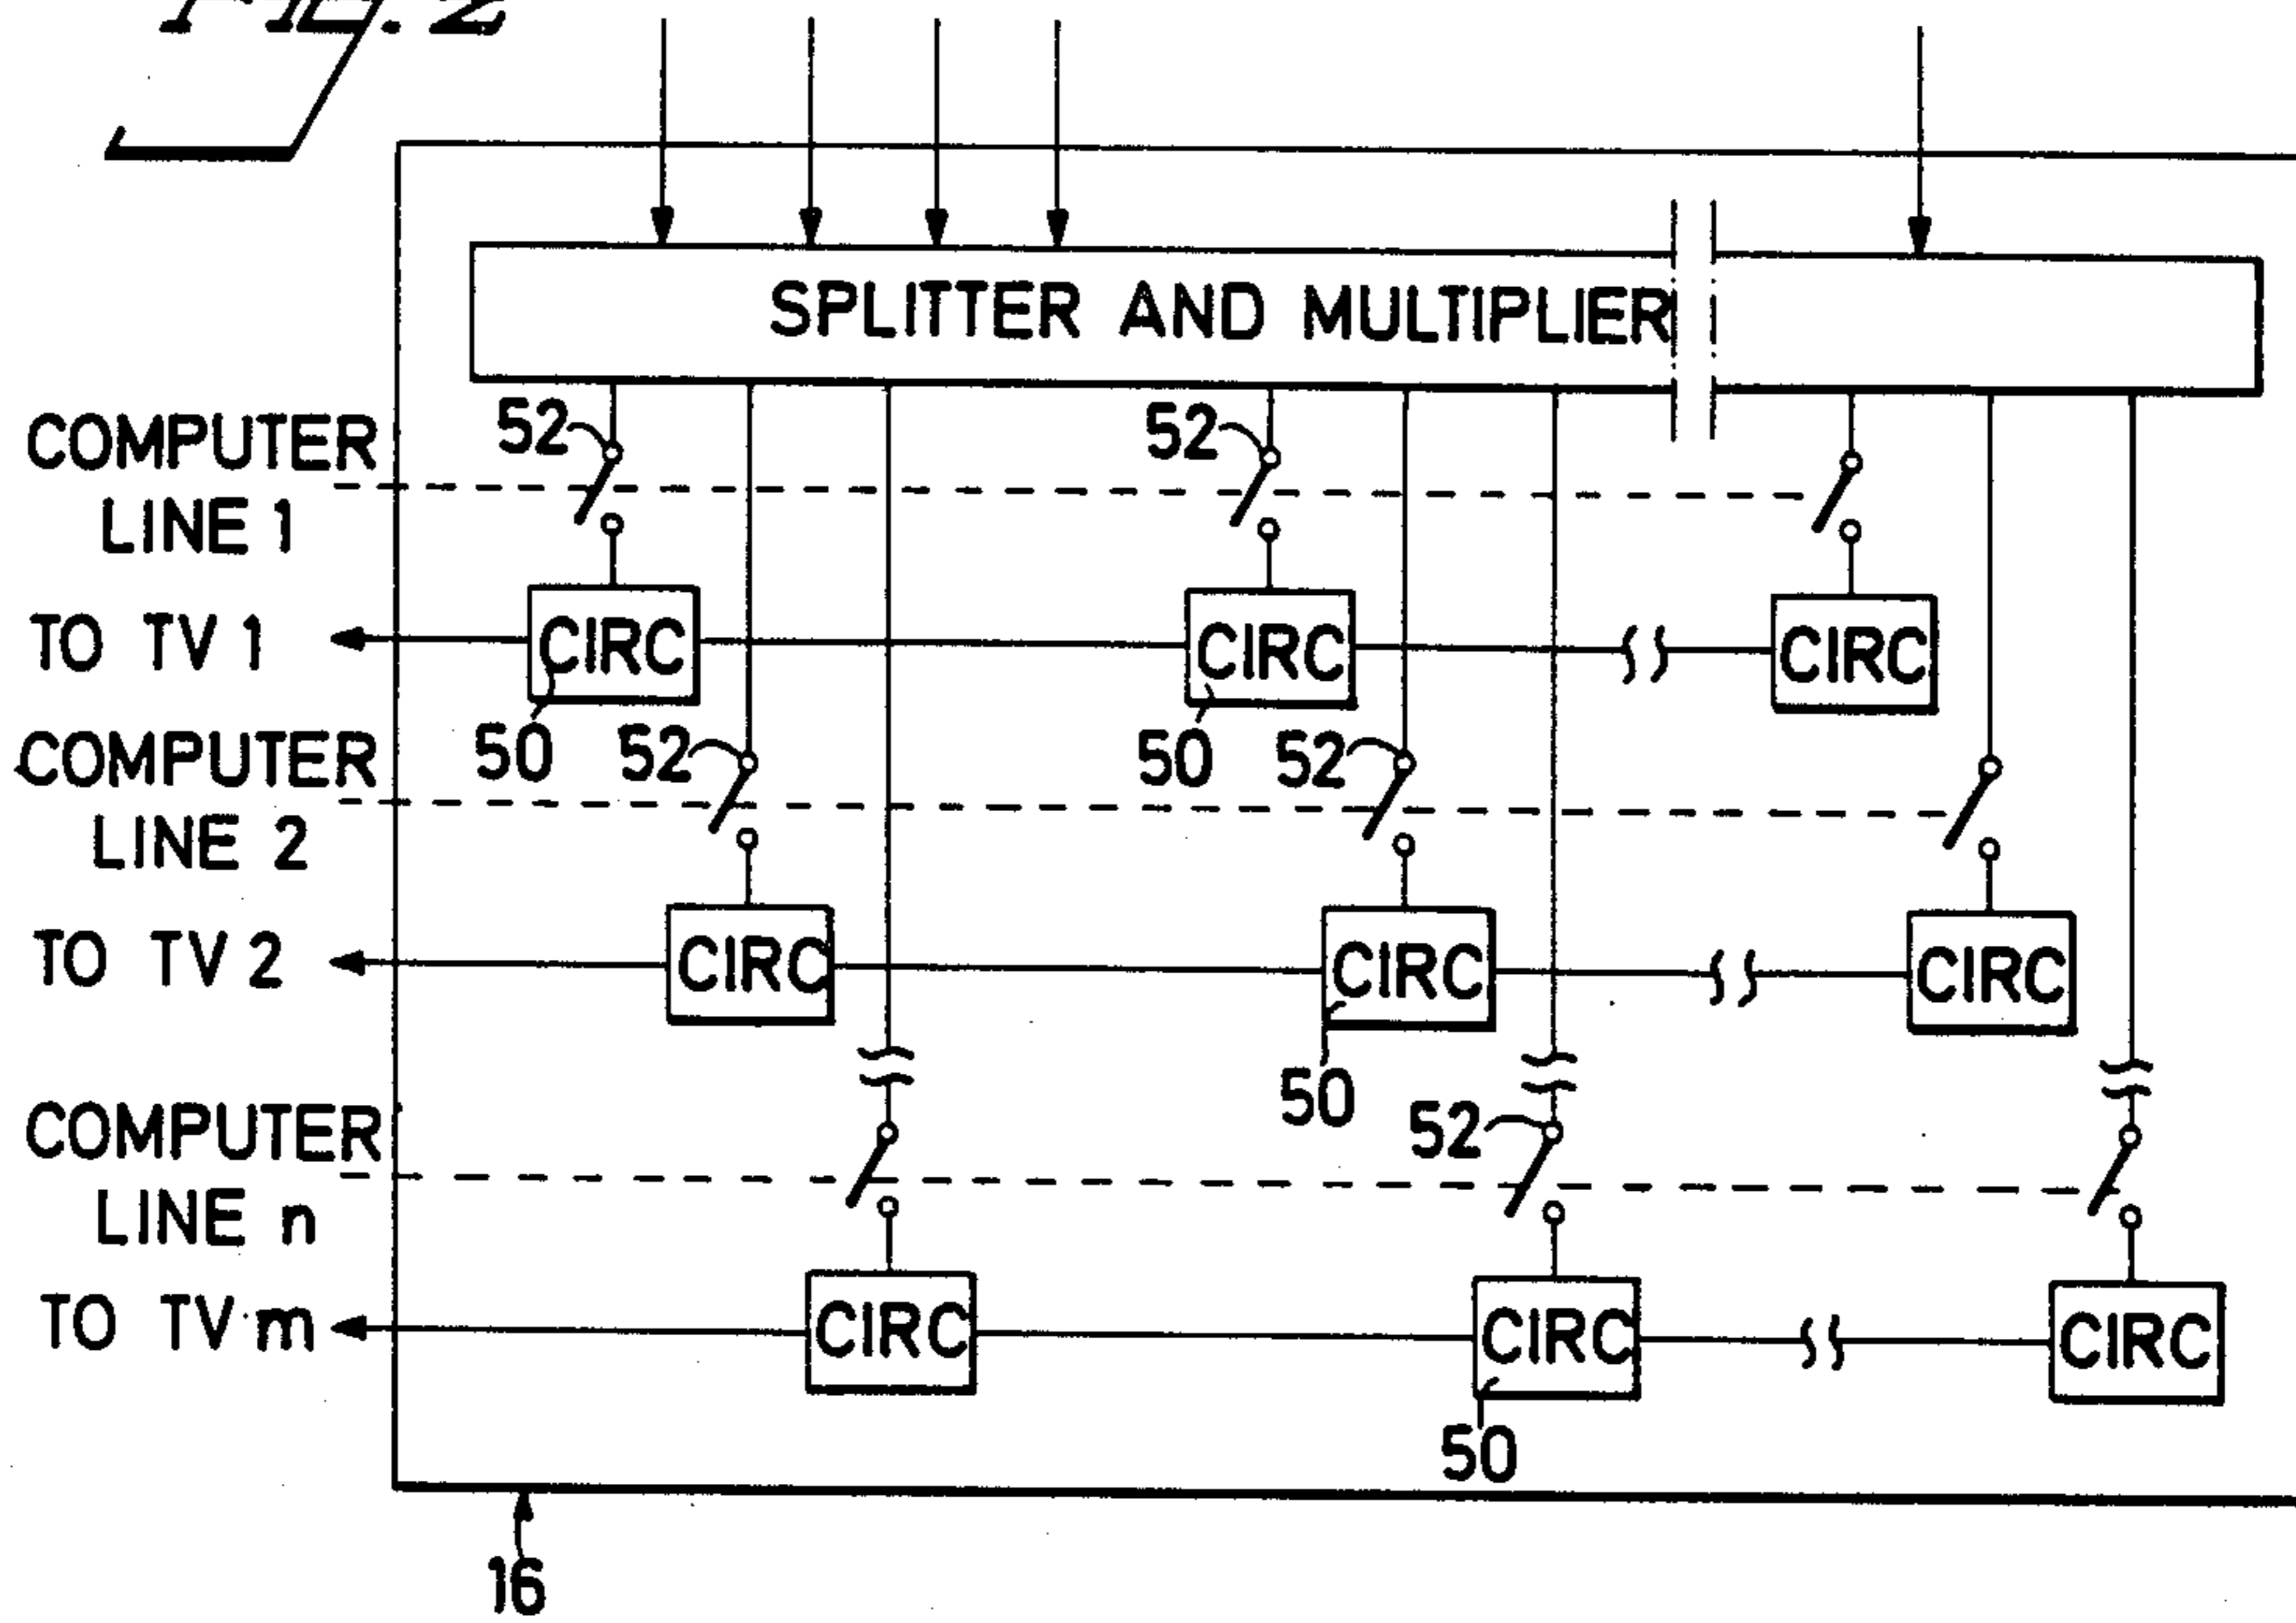 FIG. 2
SPLITTER AND MULTIPLIER
52
52
COMPUTER
LINE 1
TO TV 1
CIRC
CIRC
CIRC
50
52
50
52
COMPUTER
LINE 2
TO TV 2
CIRC
CIRC
CIRC
50
52
COMPUTER
LINE n
TO TV m
CIRC
CIRC
CIRC
50
16